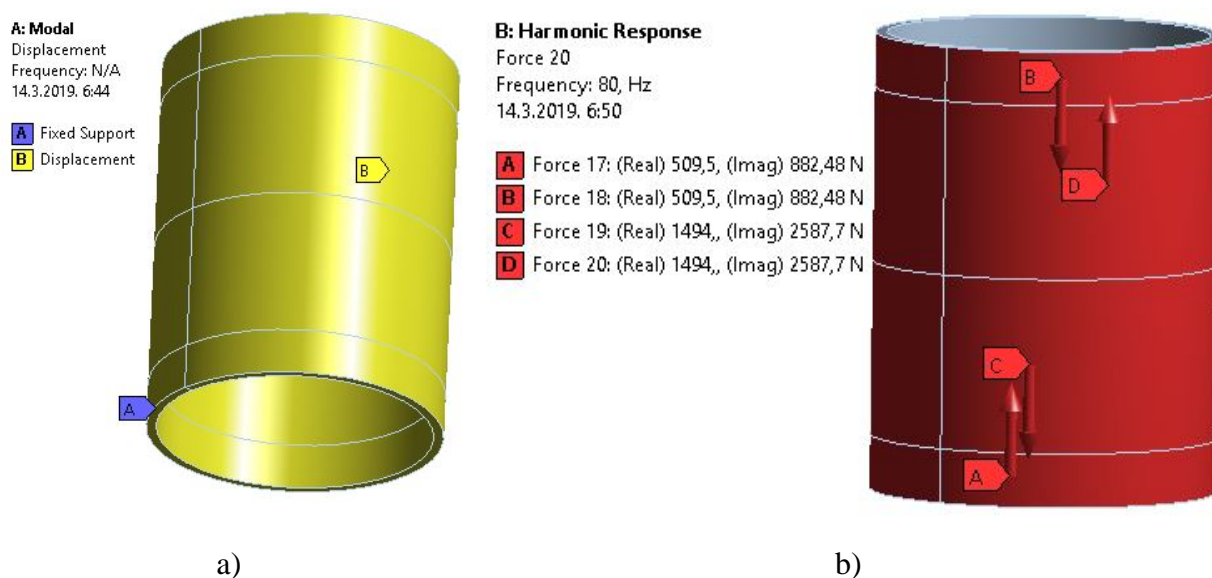 A: Modal
Displacement
Frequency: N/A
14.3.2019. 6:44
A Fixed Support
B Displacement
B
A
B: Harmonic Response
Force 20
Frequency: 80, Hz
14.3.2019. 6:50
A Force 17: (Real) 509,5, (Imag) 882,48 N
B Force 18: (Real) 509,5, (Imag) 882,48 N
C Force 19: (Real) 1494,, (Imag) 2587,7 N
D Force 20: (Real) 1494,, (Imag) 2587,7 N
B
D
C
A
a)
b)